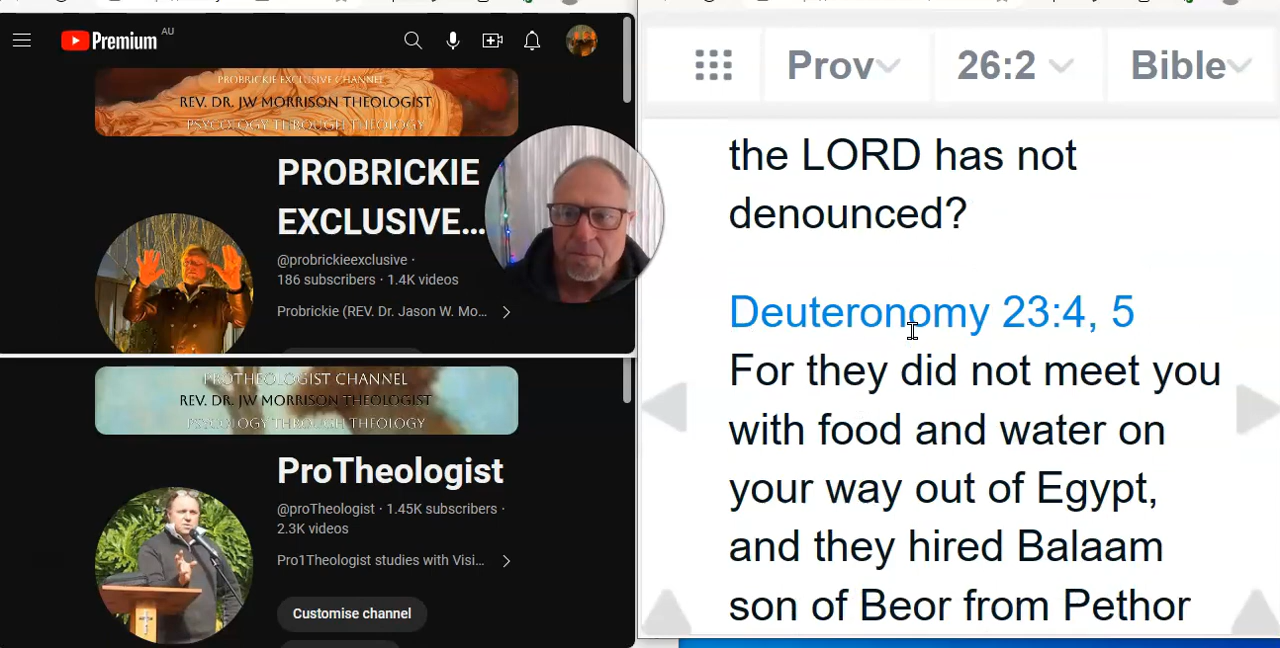 Premium AU
PROBRICKIE EXCLUSIVE CHANNEL
REV. DR. JW MORRISON THEOLOGIST
PSYCOLOGY THROUGH THEOLOGY
PROBRICKIE
EXCLUSIVE...
@probrickieexclusive ·
186 subscribers · 1.4K videos
Probrickie (REV. Dr. Jason W. Mo...
PROTHEOLOGIST CHANNEL
REV. DR. JW MORRISON THEOLOGIST
PSYCOLOGY THROUGH THEOLOGY
ProTheologist
@proTheologist · 1.45K subscribers ·
2.3K videos
Pro1Theologist studies with Visi...
Customise channel
Prov 26:2 Bible
the LORD has not
denounced?
Deuteronomy 23:4, 5
For they did not meet you
with food and water on
your way out of Egypt,
and they hired Balaam
son of Beor from Pethor